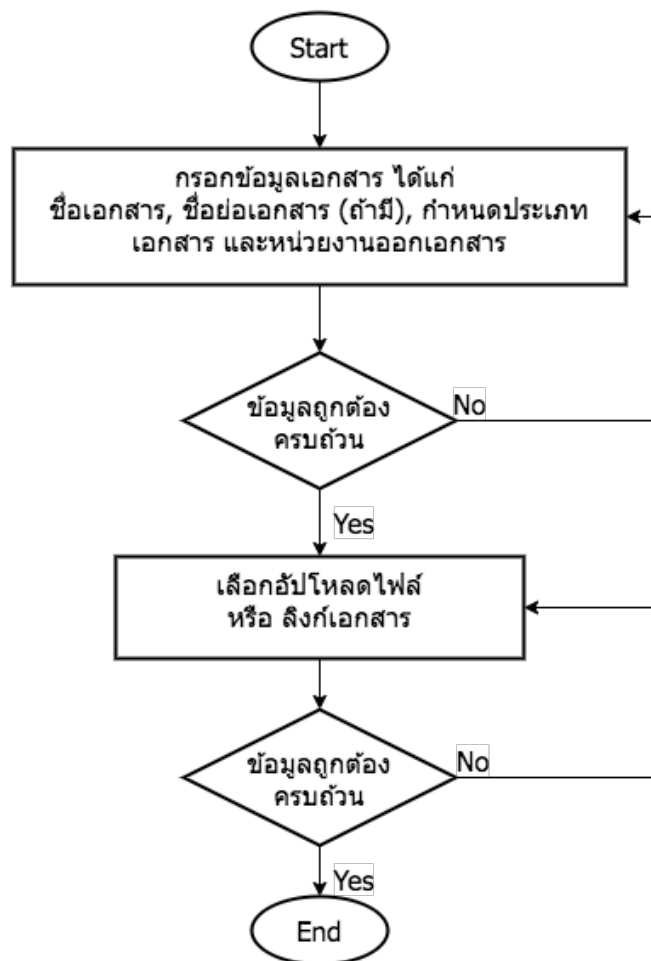 Start
กรอกข้อมูลเอกสาร ได้แก่
ชื่อเอกสาร, ชื่อย่อเอกสาร (ถ้ามี), กำหนดประเภท
เอกสาร และหน่วยงานออกเอกสาร
ข้อมูลถูกต้อง
ครบถ้วน
No
Yes
เลือกอัปโหลดไฟล์
หรือ ลิงก์เอกสาร
ข้อมูลถูกต้อง
ครบถ้วน
No
Yes
End